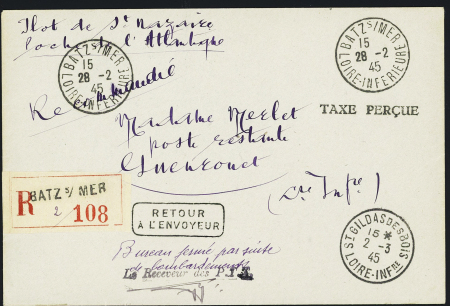 Ilot de St Nazaire
Poche de l'Atlantique
BATZ S/MER
15
28 -2
45
LOIRE-INFERIEURE
BATZ S/MER
15
28 -2
45
LOIRE-INFERIEURE
Recommandé
TAXE PERÇUE
Madame Merlet
poste restante
Guenrouet
(Lre Infre)
BATZ S/ MER
R 2 108
RETOUR
À L'ENVOYEUR
ST GILDAS DES BOIS
15 *
2 -3
45
LOIRE-INFRE
Bureau fermé par suite
de bombardements
Le Receveur des P.T.T.